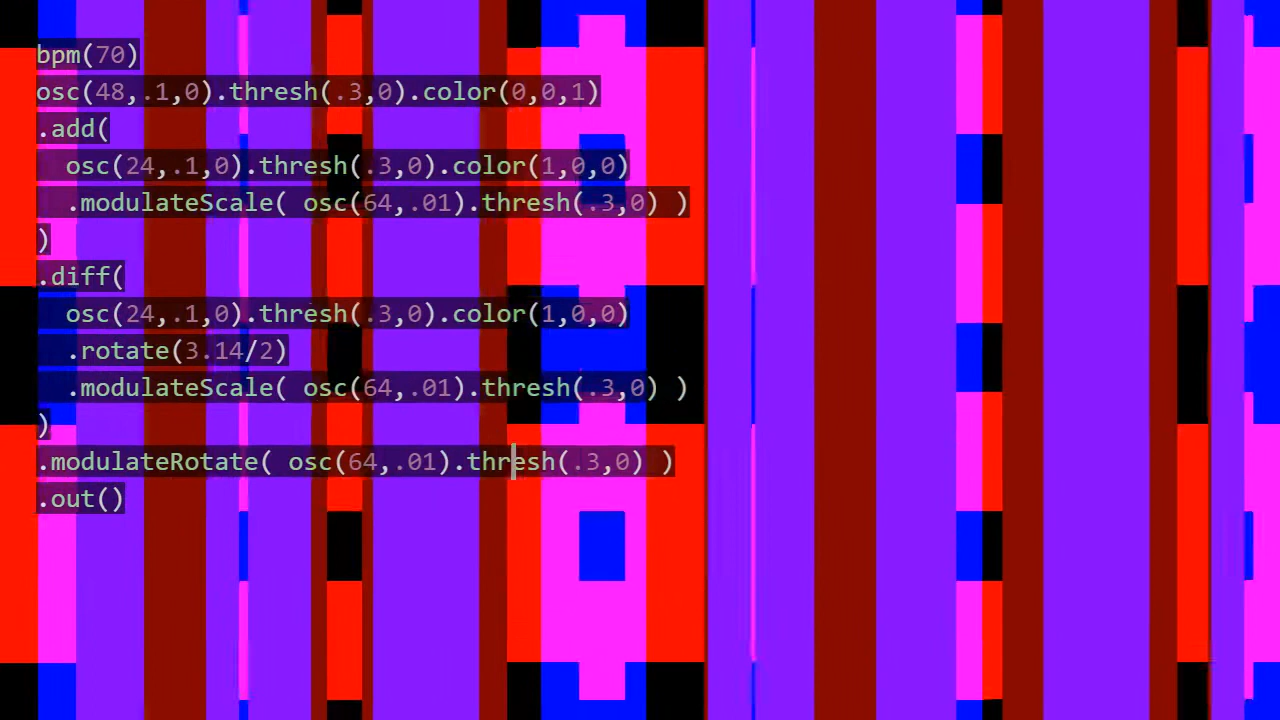 bpm(70)
osc(48,.1,0).thresh(.3,0).color(0,0,1)
.add(
  osc(24,.1,0).thresh(.3,0).color(1,0,0)
  .modulateScale( osc(64,.01).thresh(.3,0) )
)
.diff(
  osc(24,.1,0).thresh(.3,0).color(1,0,0)
  .rotate(3.14/2)
  .modulateScale( osc(64,.01).thresh(.3,0) )
)
.modulateRotate( osc(64,.01).thresh(.3,0) )
.out()